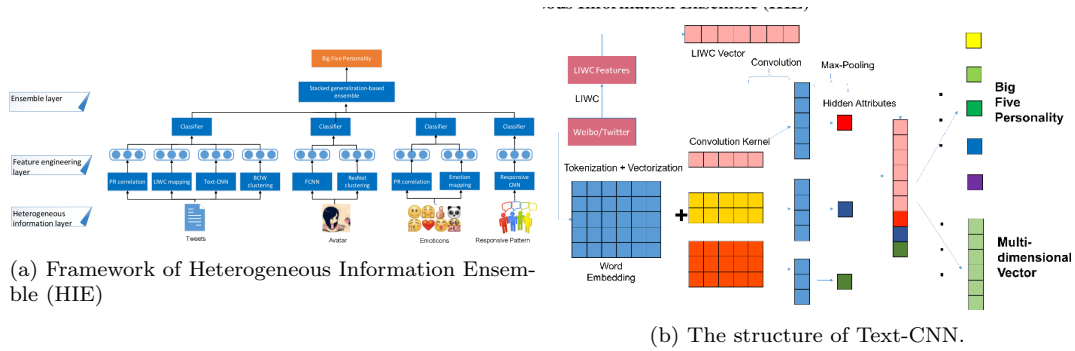 Big Five Personality
Stacked generalization-based
ensemble
Ensemble layer
Classifier
Classifier
Classifier
Classifier
Feature engineering
layer
PR correlation
LIWC mapping
Text-CNN
BOW
clustering
FCNN
ResNet
clustering
PR correlation
Emotion
mapping
Responsive
CNN
Heterogeneous
information layer
Tweets
Avatar
Emoticons
Responsive Pattern
(a) Framework of Heterogeneous Information Ensem-
ble (HIE)
LIWC Vector
LIWC Features
LIWC
Weibo/Twitter
Convolution
Max-Pooling
Hidden Attributes
Convolution Kernel
Tokenization + Vectorization
+
Word
Embedding
Big
Five
Personality
Multi-
dimensional
Vector
(b) The structure of Text-CNN.